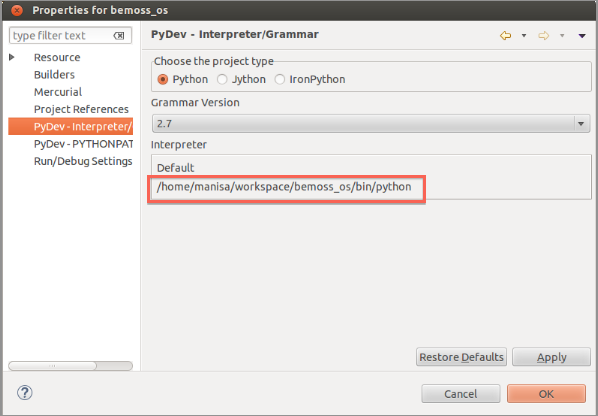 Properties for bemoss_os
type filter text
Resource
Builders
Mercurial
Project References
PyDev - Interpreter/
PyDev - PYTHONPAT
Run/Debug Settings
PyDev - Interpreter/Grammar
Choose the project type
Python Jython IronPython
Grammar Version
2.7
Interpreter
Default
/home/manisa/workspace/bemoss_os/bin/python
Restore Defaults Apply
? Cancel OK